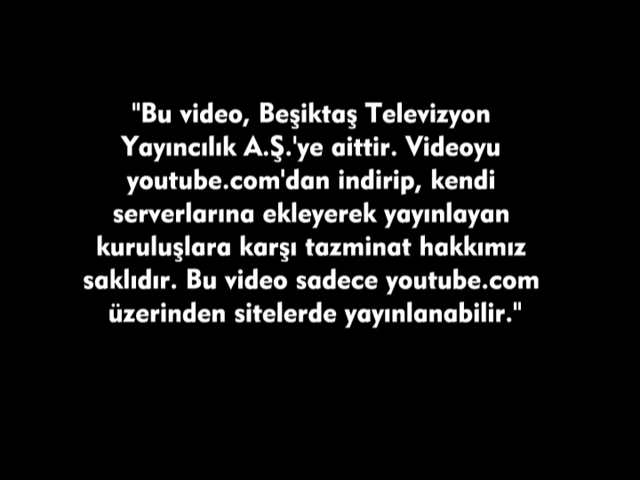 "Bu video, Beşiktaş Televizyon
Yayıncılık A.Ş.'ye aittir. Videoyu
youtube.com'dan indirip, kendi
serverlarına ekleyerek yayınlayan
kuruluşlara karşı tazminat hakkımız
saklıdır. Bu video sadece youtube.com
üzerinden sitelerde yayınlanabilir."